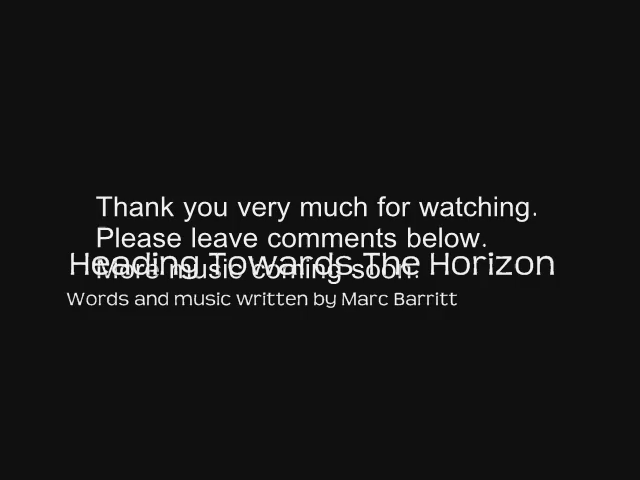 Thank you very much for watching.
Please leave comments below.
Heading Towards The Horizon
More music coming soon.
Words and music written by Marc Barritt